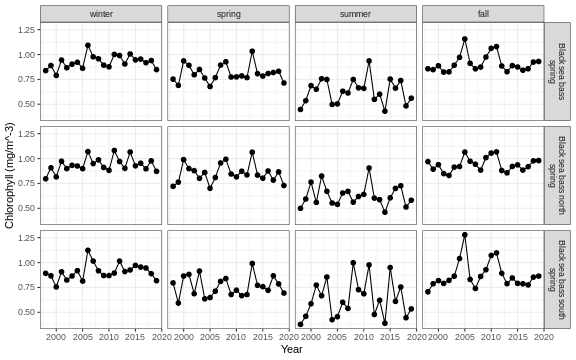 winter spring summer fall
1.25
1.00
0.75
0.50
Black sea bass
spring
1.25
1.00
0.75
0.50
Black sea bass north
spring
1.25
1.00
0.75
0.50
Black sea bass south
spring
Chlorophyll (mg/m^-3)
2000 2005 2010 2015 2020 2000 2005 2010 2015 2020 2000 2005 2010 2015 2020 2000 2005 2010 2015 2020
Year